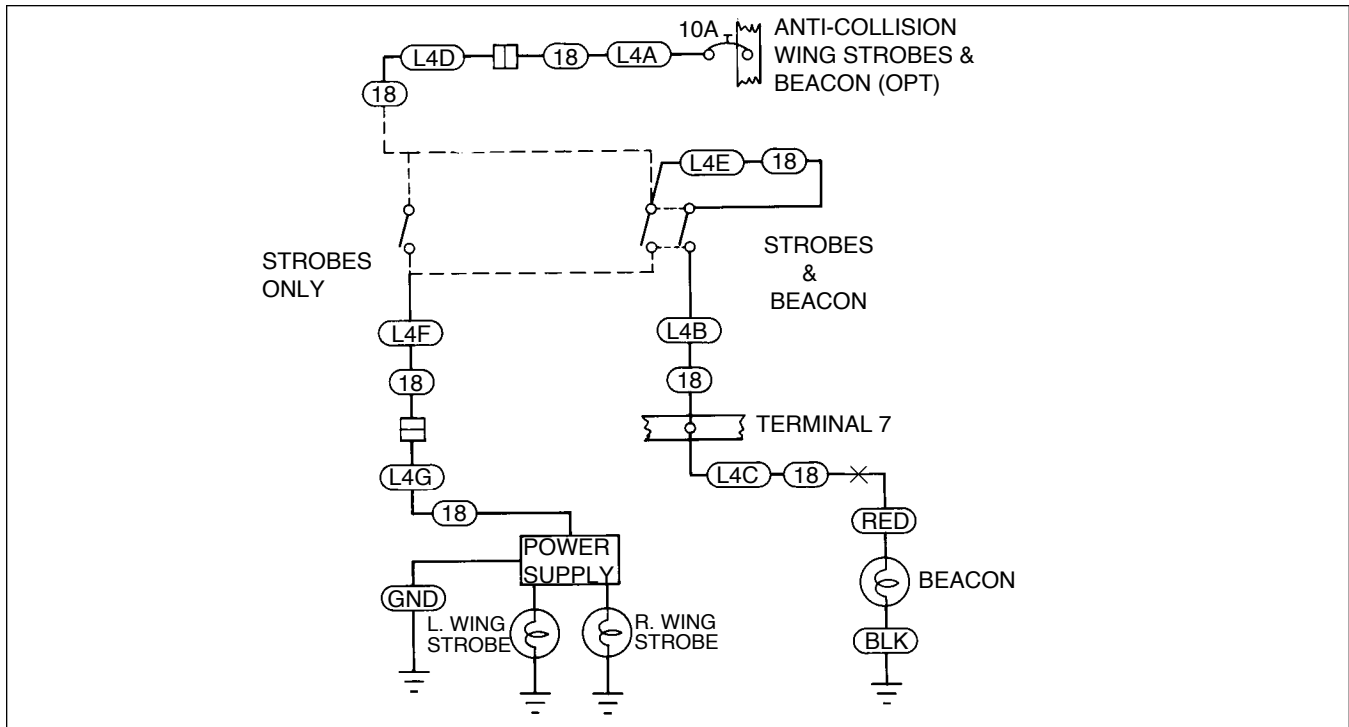 10A
ANTI-COLLISION
WING STROBES &
BEACON (OPT)
L4D
18
L4A
18
L4E
18
STROBES
ONLY
STROBES
&
BEACON
L4F
L4B
18
18
TERMINAL 7
L4G
L4C
18
18
RED
POWER
SUPPLY
BEACON
GND
L. WING
STROBE
R. WING
STROBE
BLK